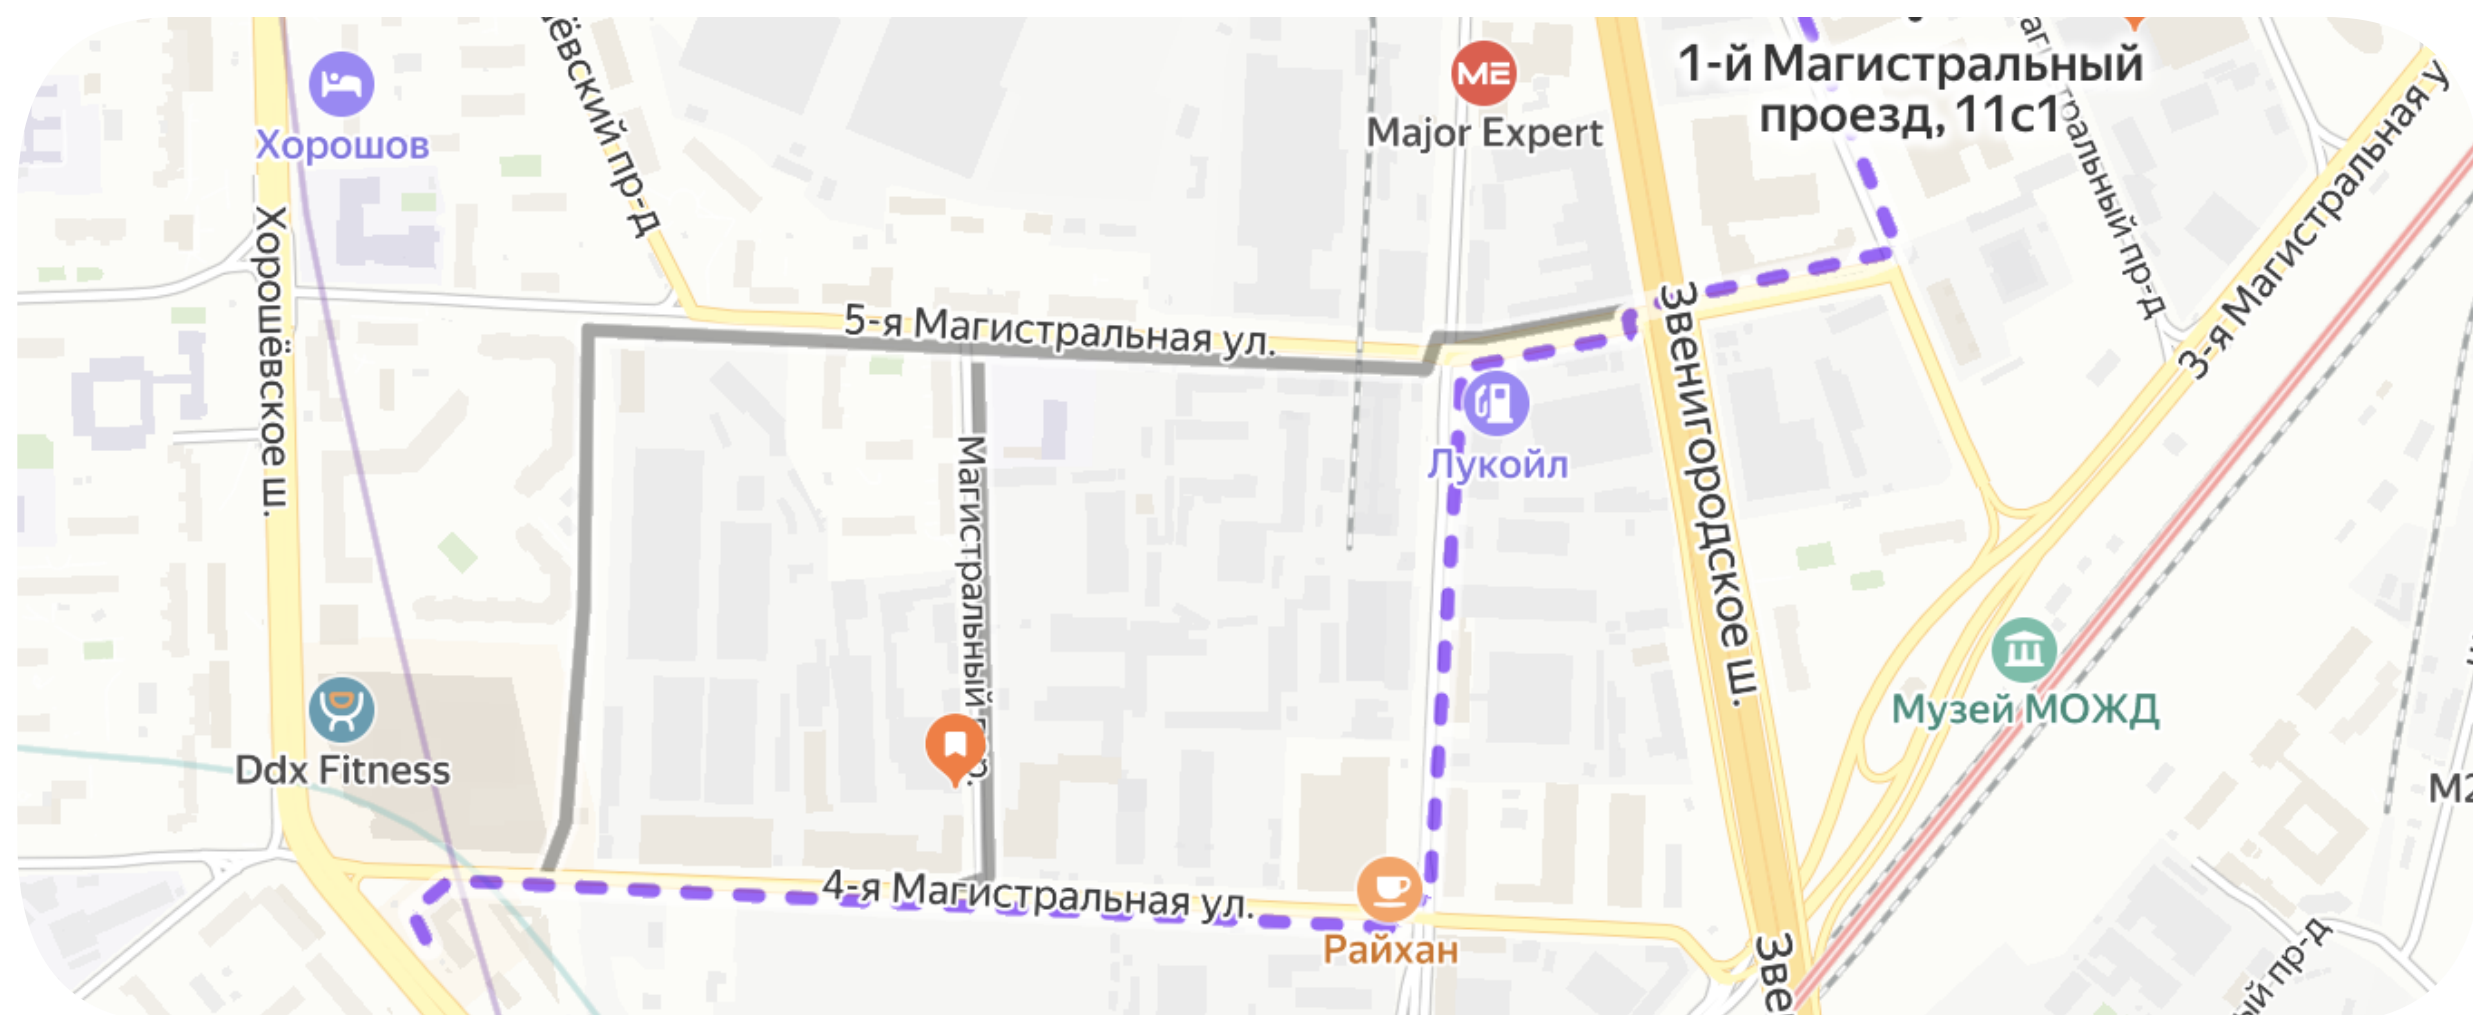 ёвский пр-д
Хорошов
Хорошёвское ш.
Major Expert
1-й Магистральный
проезд, 11с1
3-я Магистральная у
5-я Магистральная ул.
Звенигородское ш.
Лукойл
Магистральный
Музей МОЖД
Ddx Fitness
4-я Магистральная ул.
Райхан
Зве
М2
ый пр-д